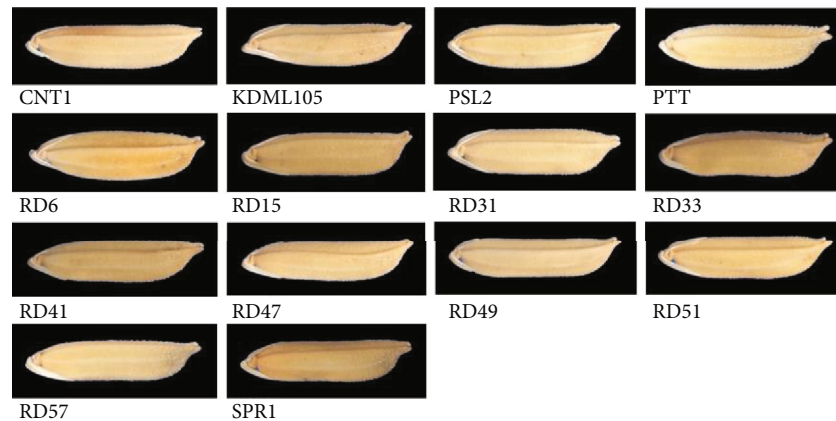 CNT1 KDML105 PSL2 PTT
RD6 RD15 RD31 RD33
RD41 RD47 RD49 RD51
RD57 SPR1